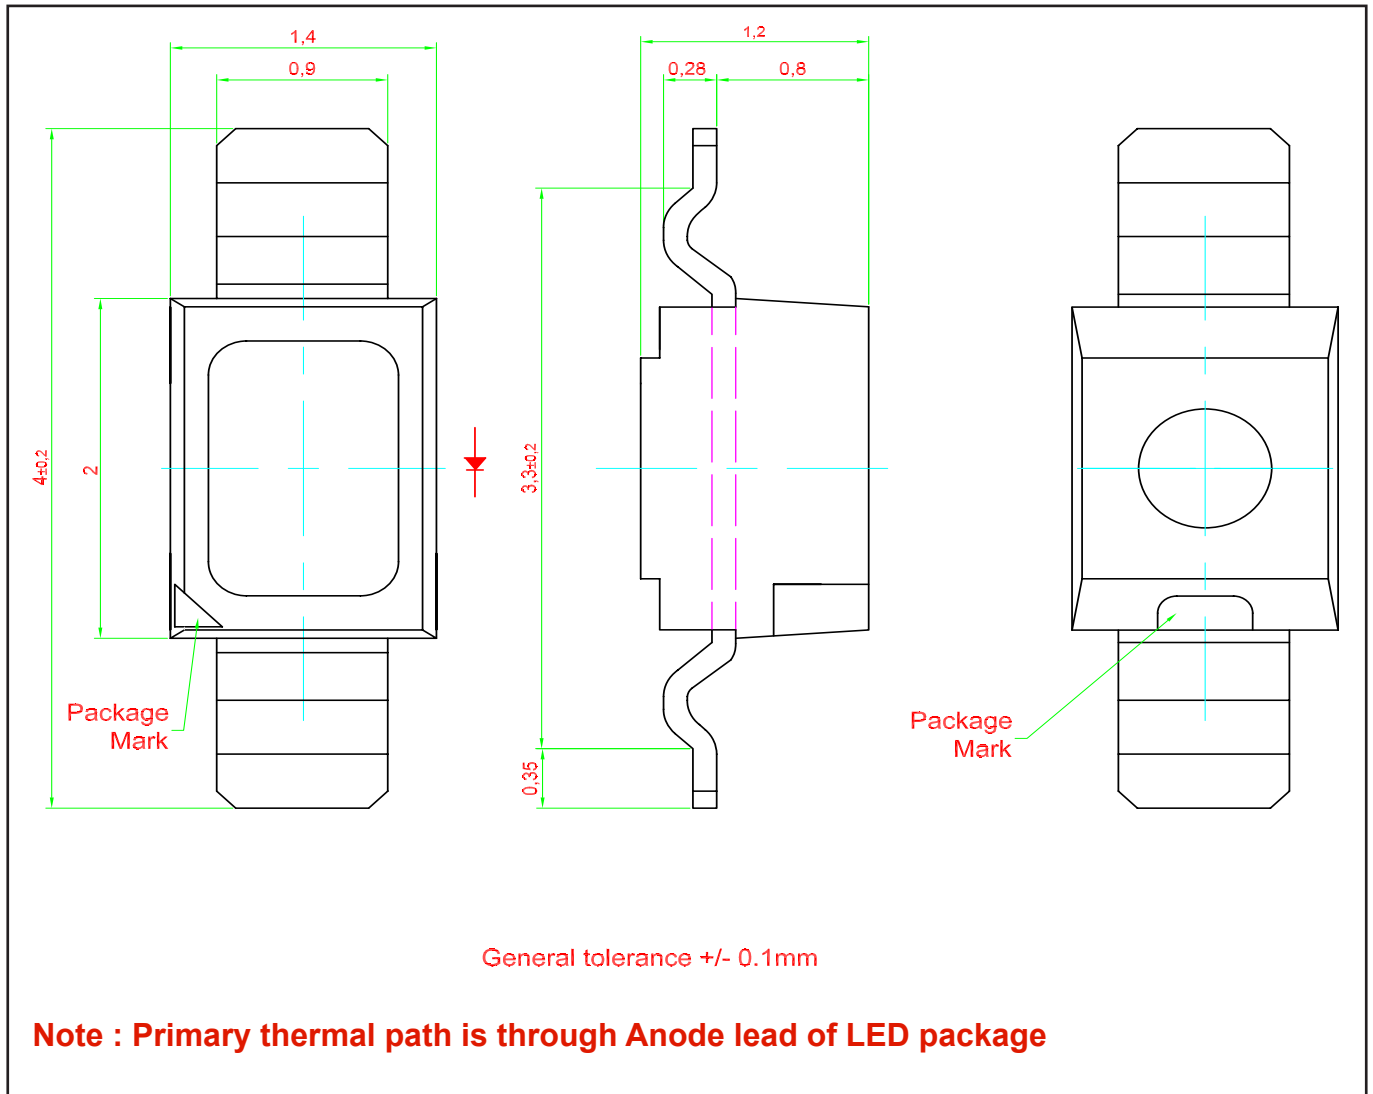 1,4
0,9
1,2
0,28
0,8
4±0,2
2
3,3±0,2
0,35
Package
Mark
Package
Mark
General tolerance +/- 0.1mm
Note : Primary thermal path is through Anode lead of LED package